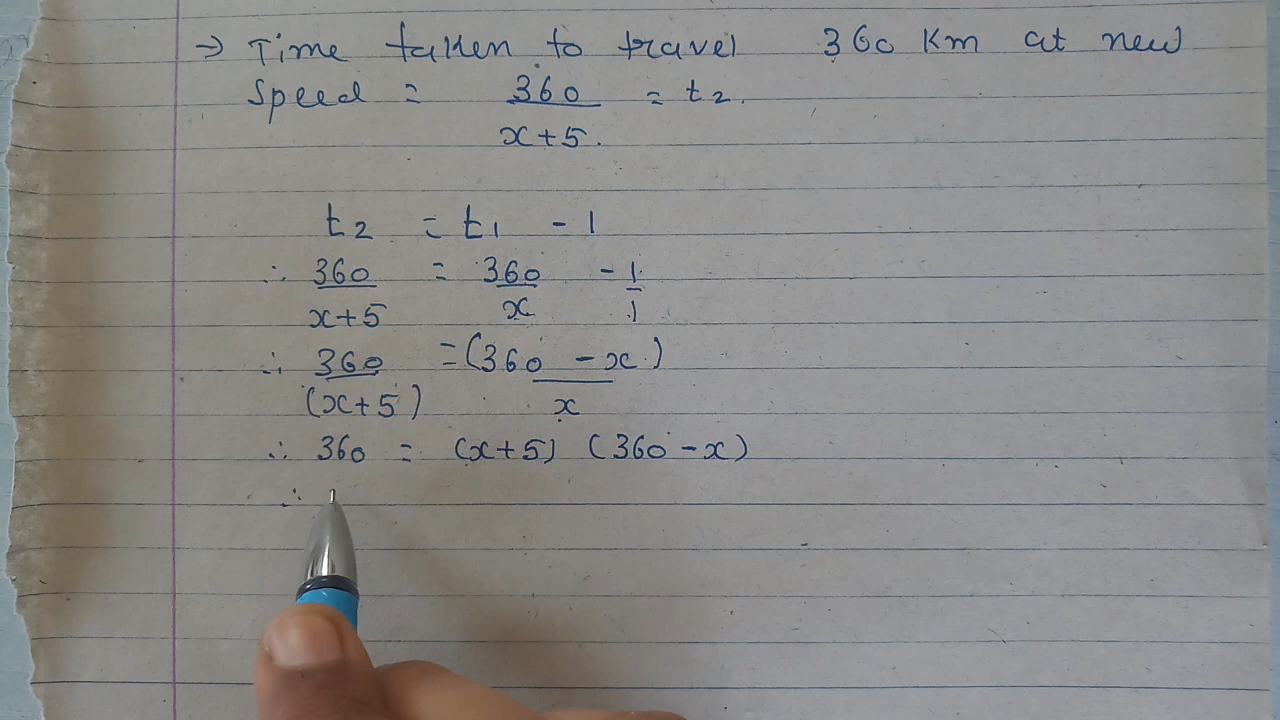 → Time taken to travel 360 Km at new
Speed = 360/x+5. = t2.
t2 = t1 - 1
∴ 360/x+5 = 360/x - 1/1
∴ 360/(x+5) = (360 - x)/x
∴ 360 = (x+5) (360 - x)
∴